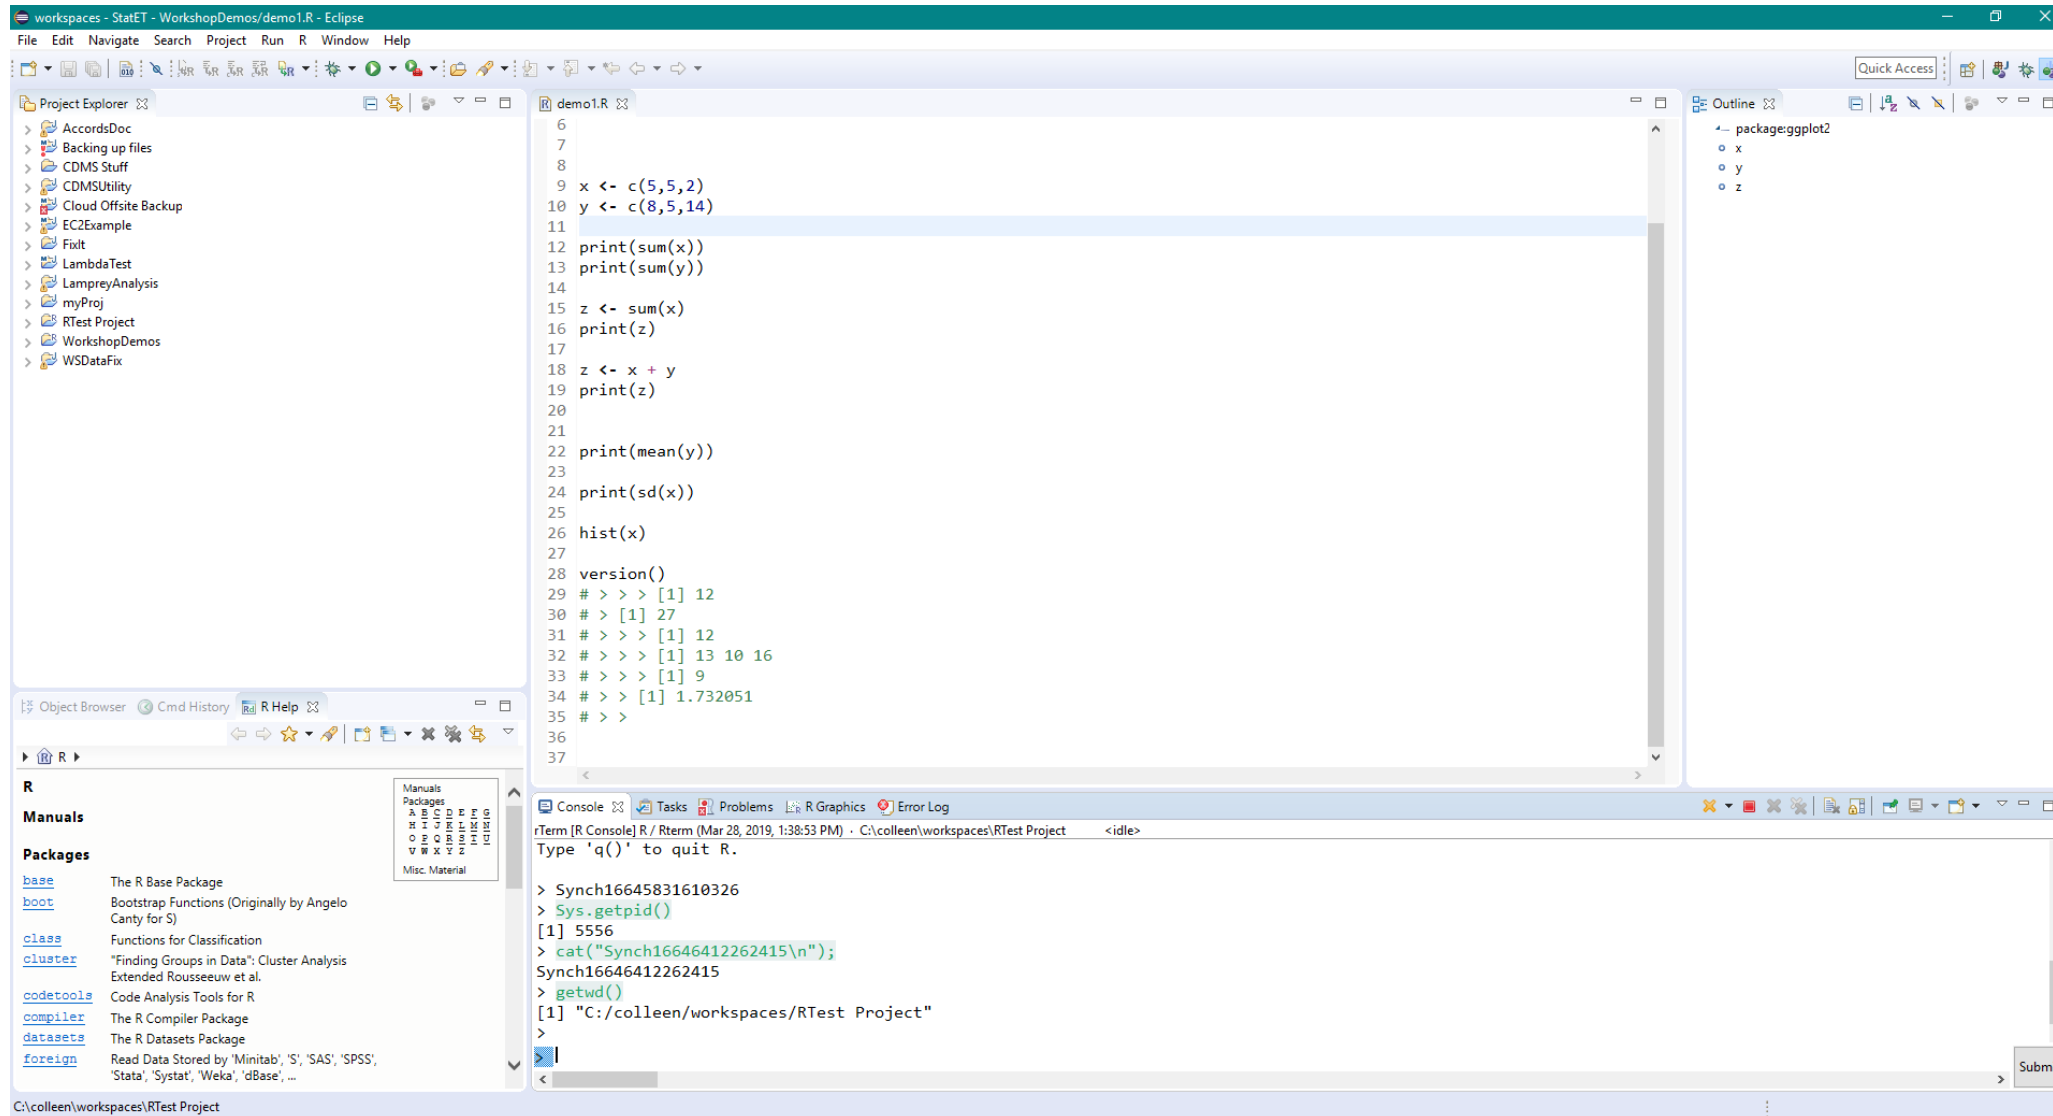 workspaces - StatET - WorkshopDemos/demo1.R - Eclipse
File Edit Navigate Search Project Run R Window Help
Quick Access
Project Explorer
AccordsDoc
Backing up files
CDMS Stuff
CDMSUtility
Cloud Offsite Backup
EC2Example
FixIt
LambdaTest
LampreyAnalysis
myProj
RTest Project
WorkshopDemos
WSDataFix
demo1.R
6
7
8
9 x <- c(5,5,2)
10 y <- c(8,5,14)
11
12 print(sum(x))
13 print(sum(y))
14
15 z <- sum(x)
16 print(z)
17
18 z <- x + y
19 print(z)
20
21
22 print(mean(y))
23
24 print(sd(x))
25
26 hist(x)
27
28 version()
29 # > > > [1] 12
30 # > [1] 27
31 # > > > [1] 12
32 # > > > [1] 13 10 16
33 # > > > [1] 9
34 # > > [1] 1.732051
35 # > >
36
37
Outline
package:ggplot2
x
y
z
Object Browser Cmd History R Help
R
R
Manuals
Packages
base The R Base Package
boot Bootstrap Functions (Originally by Angelo
Canty for S)
class Functions for Classification
cluster "Finding Groups in Data": Cluster Analysis
Extended Rousseeuw et al.
codetools Code Analysis Tools for R
compiler The R Compiler Package
datasets The R Datasets Package
foreign Read Data Stored by 'Minitab', 'S', 'SAS', 'SPSS',
'Stata', 'Systat', 'Weka', 'dBase', ...
Manuals
Packages
A B C D E F G
H I J K L M N
O P Q R S T U
V W X Y Z
Misc. Material
Console Tasks Problems R Graphics Error Log
rTerm [R Console] R / Rterm (Mar 28, 2019, 1:38:53 PM) · C:\colleen\workspaces\RTest Project <idle>
Type 'q()' to quit R.
> Synch16645831610326
> Sys.getpid()
[1] 5556
> cat("Synch16646412262415\n");
Synch16646412262415
> getwd()
[1] "C:/colleen/workspaces/RTest Project"
>
>
Subm
C:\colleen\workspaces\RTest Project